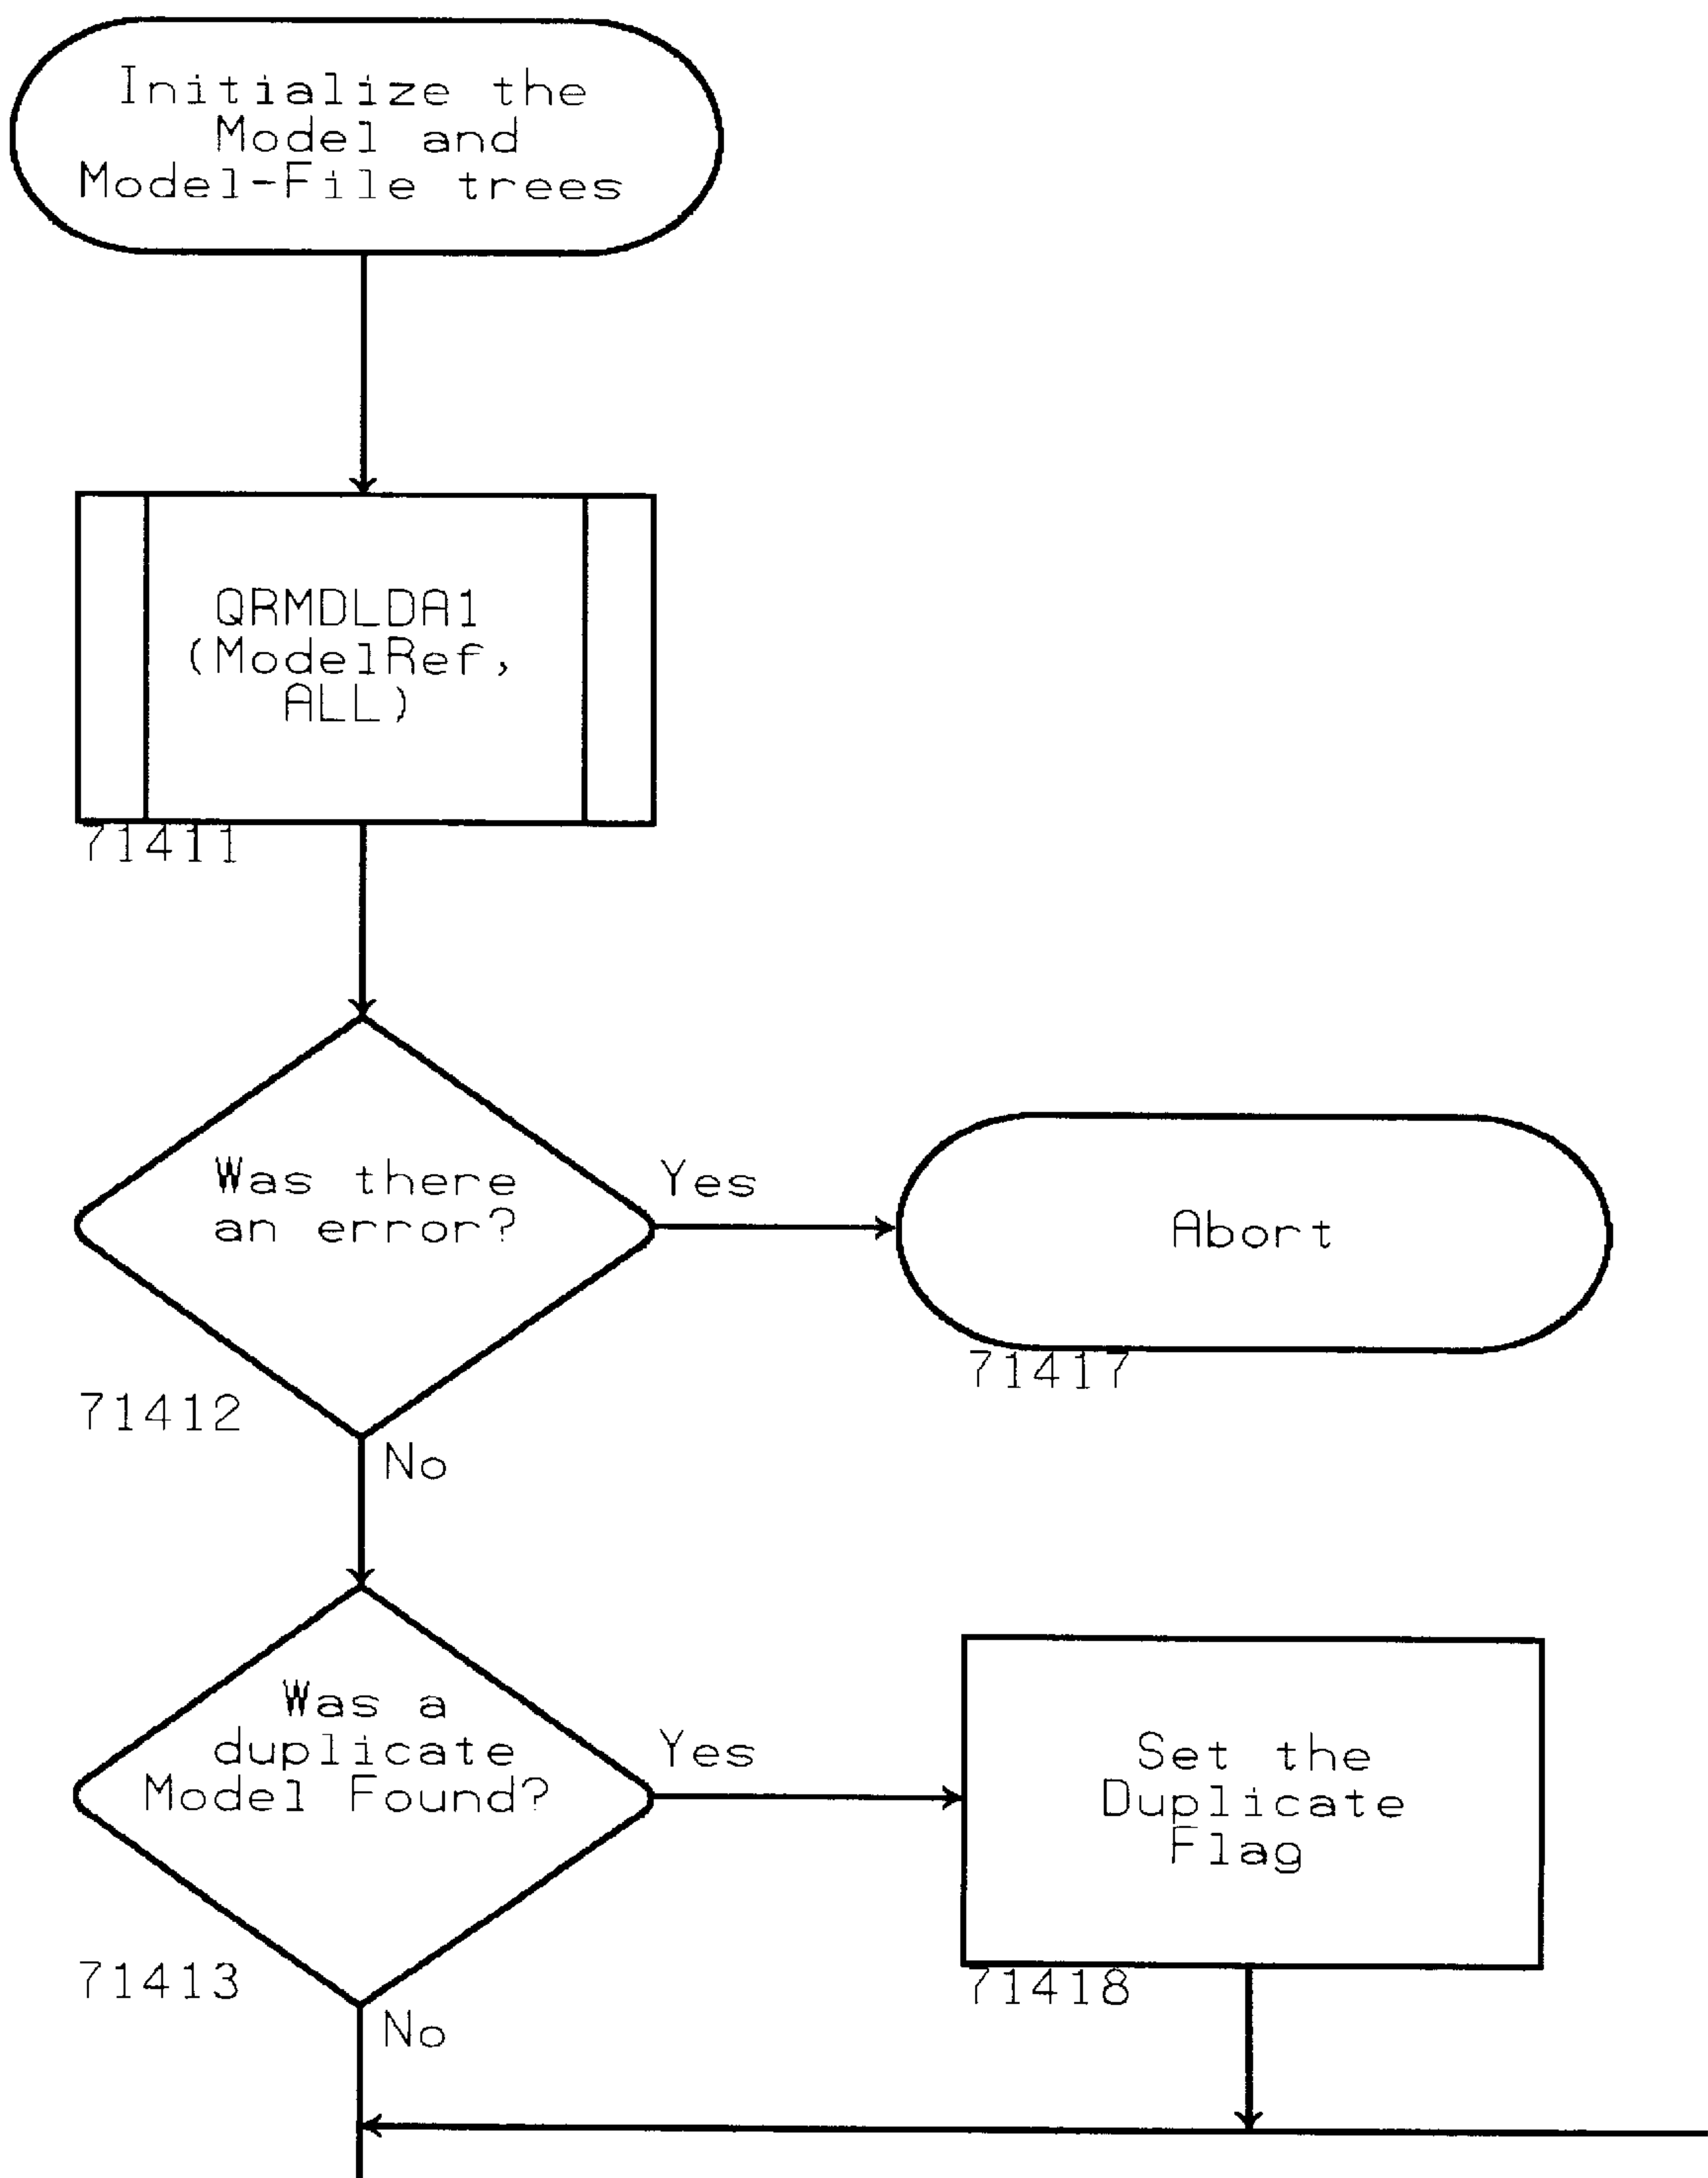 Initialize the
Model and
Model-File trees
QRMDLDA1
(ModelRef,
ALL)
71411
Was there
an error?
Yes
Abort
71417
71412
No
Was a
duplicate
Model Found?
Yes
Set the
Duplicate
Flag
71413
71418
No